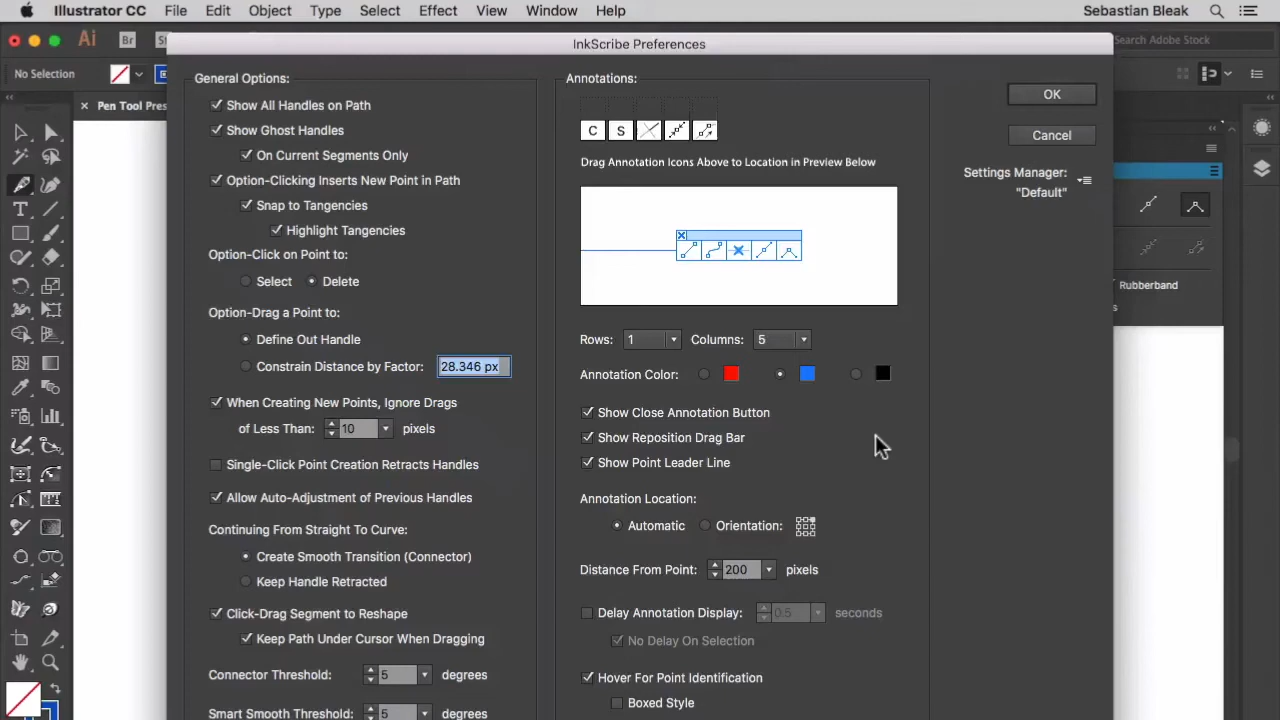 Illustrator CC File Edit Object Type Select Effect View Window Help Sebastian Bleak
Ai Br St Search Adobe Stock
InkScribe Preferences
No Selection
Pen Tool Pres
General Options:
Show All Handles on Path
Show Ghost Handles
On Current Segments Only
Option-Clicking Inserts New Point in Path
Snap to Tangencies
Highlight Tangencies
Option-Click on Point to:
Select Delete
Option-Drag a Point to:
Define Out Handle
Constrain Distance by Factor: 28.346 px
When Creating New Points, Ignore Drags
of Less Than: 10 pixels
Single-Click Point Creation Retracts Handles
Allow Auto-Adjustment of Previous Handles
Continuing From Straight To Curve:
Create Smooth Transition (Connector)
Keep Handle Retracted
Click-Drag Segment to Reshape
Keep Path Under Cursor When Dragging
Connector Threshold: 5 degrees
Smart Smooth Threshold: 5 degrees
Annotations:
C S
Drag Annotation Icons Above to Location in Preview Below
Rows: 1 Columns: 5
Annotation Color:
Show Close Annotation Button
Show Reposition Drag Bar
Show Point Leader Line
Annotation Location:
Automatic Orientation:
Distance From Point: 200 pixels
Delay Annotation Display: 0.5 seconds
No Delay On Selection
Hover For Point Identification
Boxed Style
OK
Cancel
Settings Manager:
"Default"
Rubberband